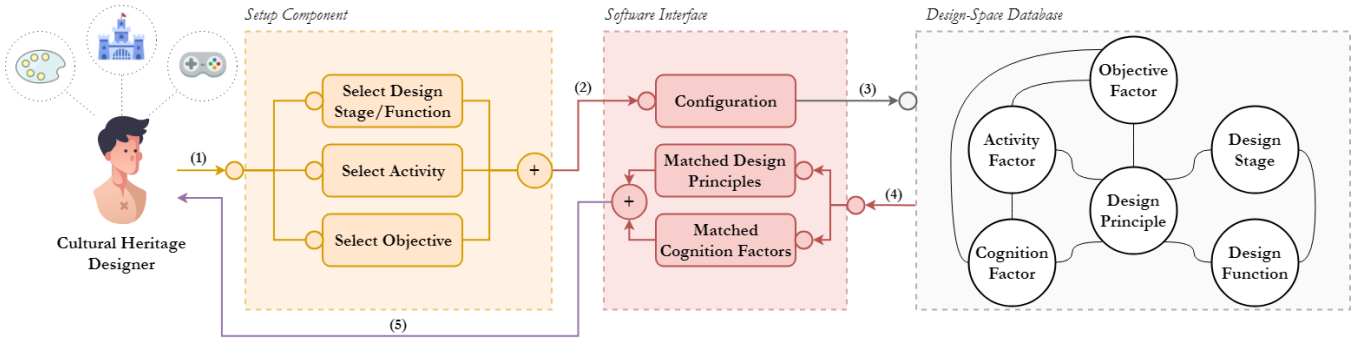 Setup Component
Software Interface
Design-Space Database
(1)
Select Design
Stage/Function
Select Activity
Select Objective
+
(2)
Configuration
(3)
Matched Design
Principles
Matched
Cognition Factors
+
(4)
Objective
Factor
Activity
Factor
Design
Stage
Design
Principle
Cognition
Factor
Design
Function
Cultural Heritage
Designer
(5)